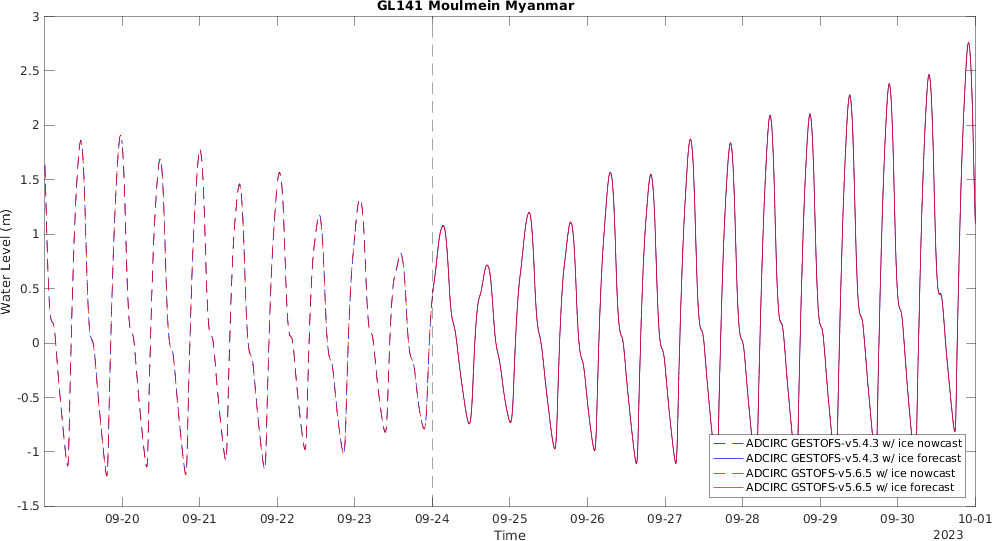 GL141 Moulmein Myanmar
3
2.5
2
1.5
1
0.5
0
-0.5
-1
-1.5
Water Level (m)
ADCIRC GESTOFS-v5.4.3 w/ ice nowcast
ADCIRC GESTOFS-v5.4.3 w/ ice forecast
ADCIRC GSTOFS-v5.6.5 w/ ice nowcast
ADCIRC GSTOFS-v5.6.5 w/ ice forecast
09-20 09-21 09-22 09-23 09-24 09-25 09-26 09-27 09-28 09-29 09-30 10-01
Time
2023